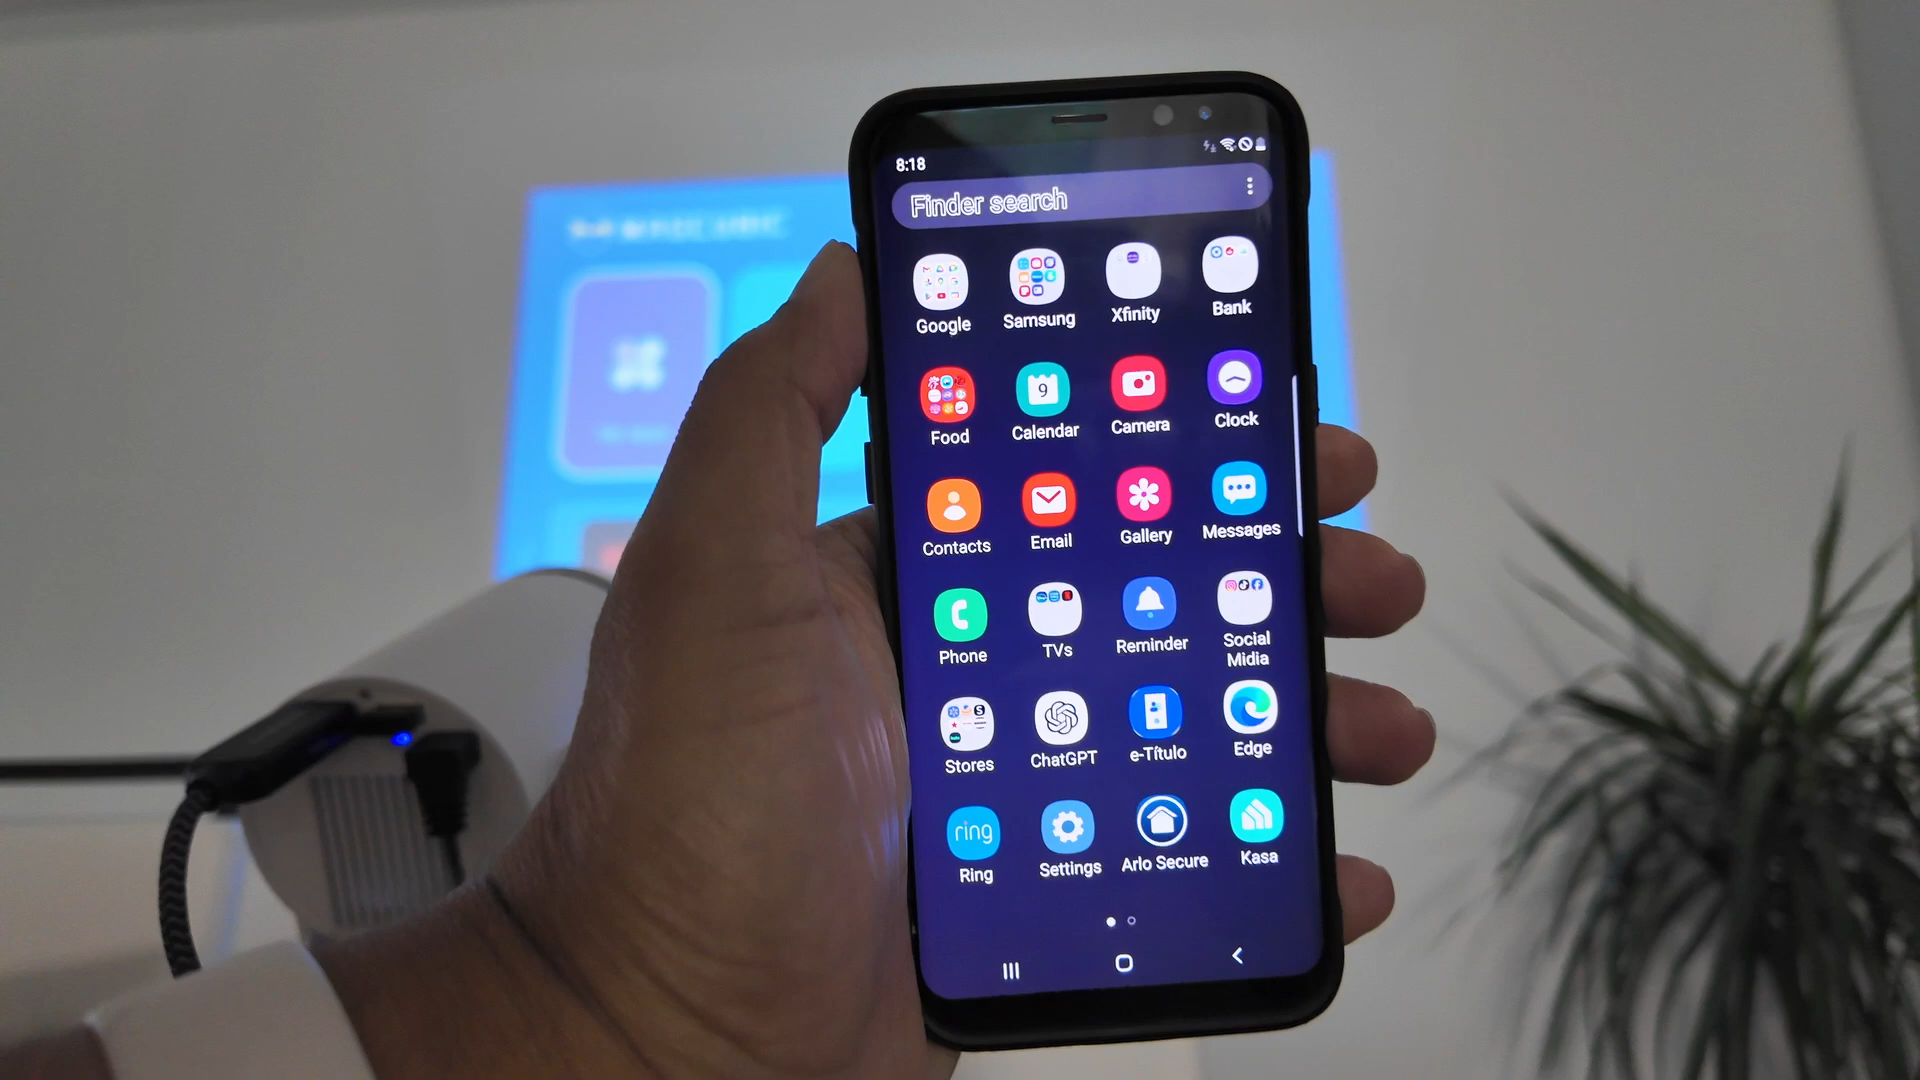 8:18
Finder search
Google
Samsung
Xfinity
Bank
Food
9
Calendar
Camera
Clock
Contacts
Email
Gallery
Messages
Phone
TVs
Reminder
Social
Midia
Stores
ChatGPT
e-Título
Edge
ring
Ring
Settings
Arlo Secure
Kasa